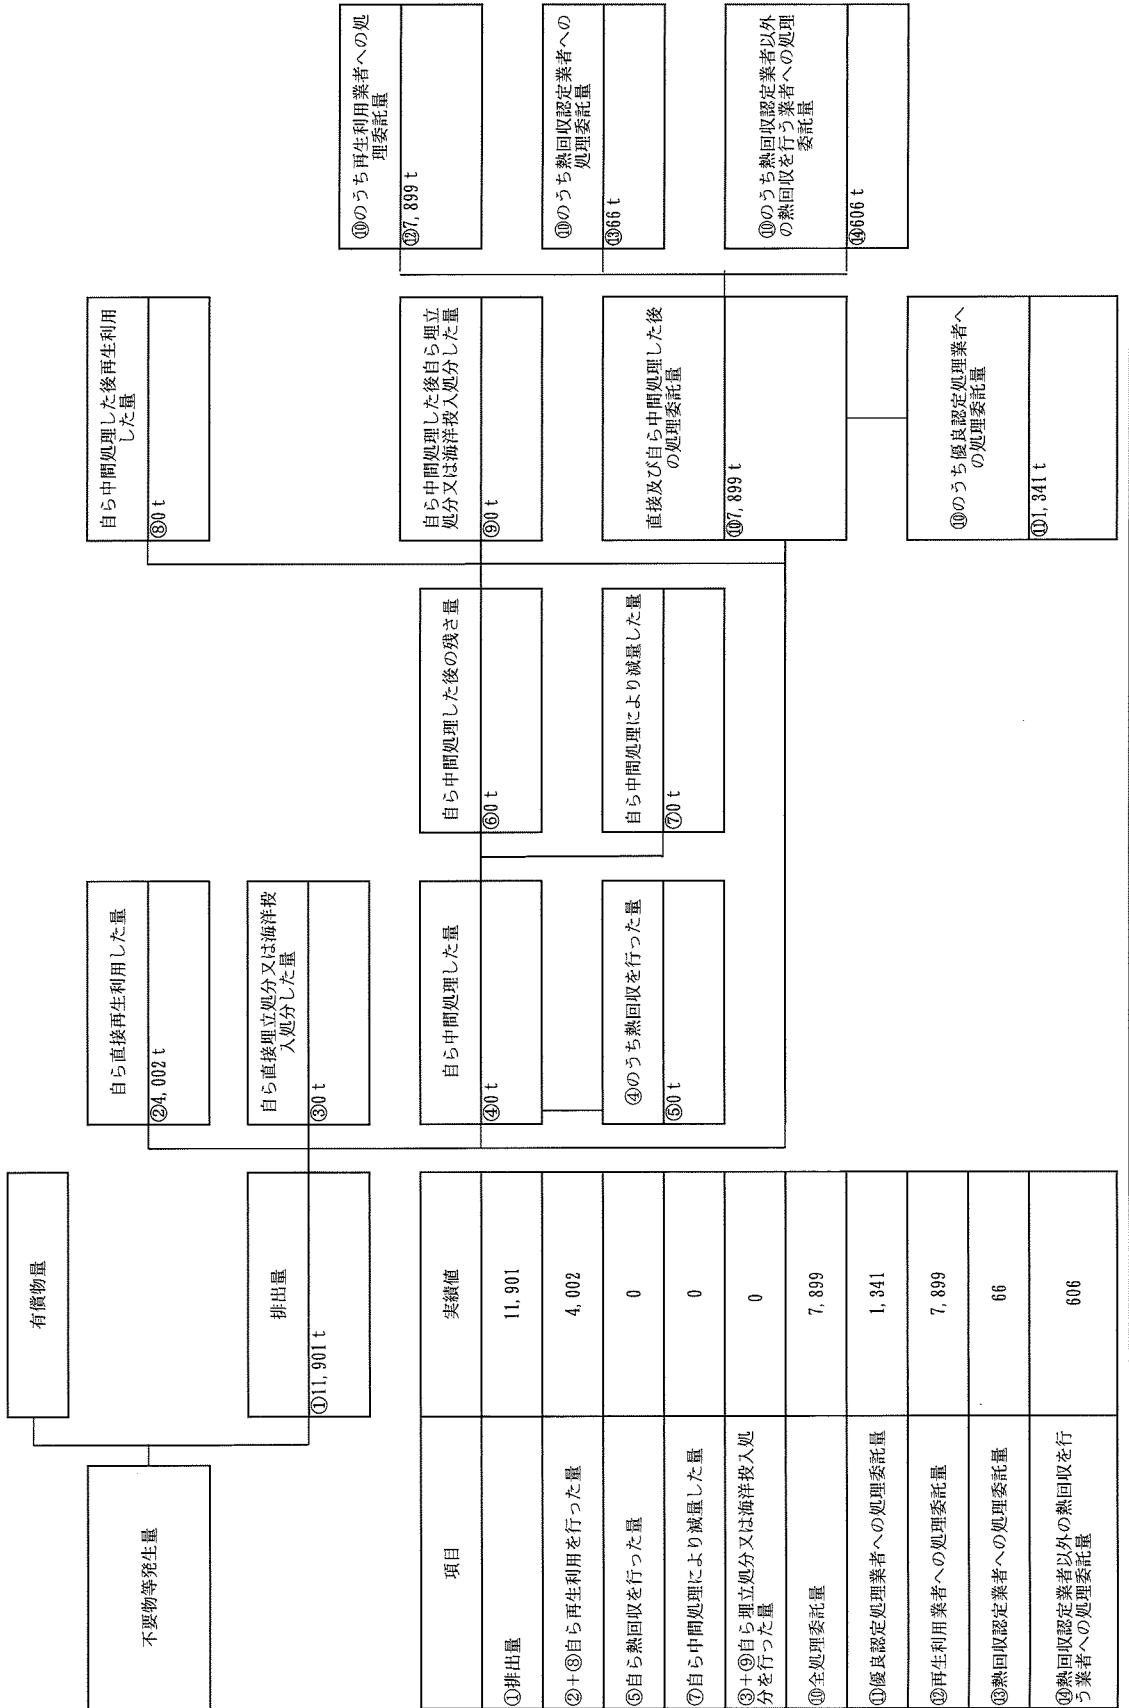 不要物等発生量
有償物量
排出量
①11,901 t
自ら直接再生利用した量
②4,002 t
自ら直接埋立処分又は海洋投
入処分した量
③0 t
自ら中間処理した量
④0 t
④のうち熱回収を行った量
⑤0 t
自ら中間処理した後の残さ量
⑥0 t
自ら中間処理により減量した量
⑦0 t
自ら中間処理した後再生利用
した量
⑧0 t
自ら中間処理した後自ら埋立
処分又は海洋投入処分した量
⑨0 t
直接及び自ら中間処理した後
の処理委託量
⑩7,899 t
⑩のうち優良認定処理業者へ
の処理委託量
⑪1,341 t
⑩のうち再生利用業者への処
理委託量
⑫7,899 t
⑩のうち熱回収認定業者への
処理委託量
⑬66 t
⑩のうち熱回収認定業者以外
の熱回収を行う業者への処理
委託量
⑭606 t
項目 実績値
①排出量 11,901
②+⑧自ら再生利用を行った量 4,002
⑤自ら熱回収を行った量 0
⑦自ら中間処理により減量した量 0
③+⑨自ら埋立処分又は海洋投入処
分を行った量 0
⑩全処理委託量 7,899
⑪優良認定処理業者への処理委託量 1,341
⑫再生利用業者への処理委託量 7,899
⑬熱回収認定業者への処理委託量 66
⑭熱回収認定業者以外の熱回収を行
う業者への処理委託量 606